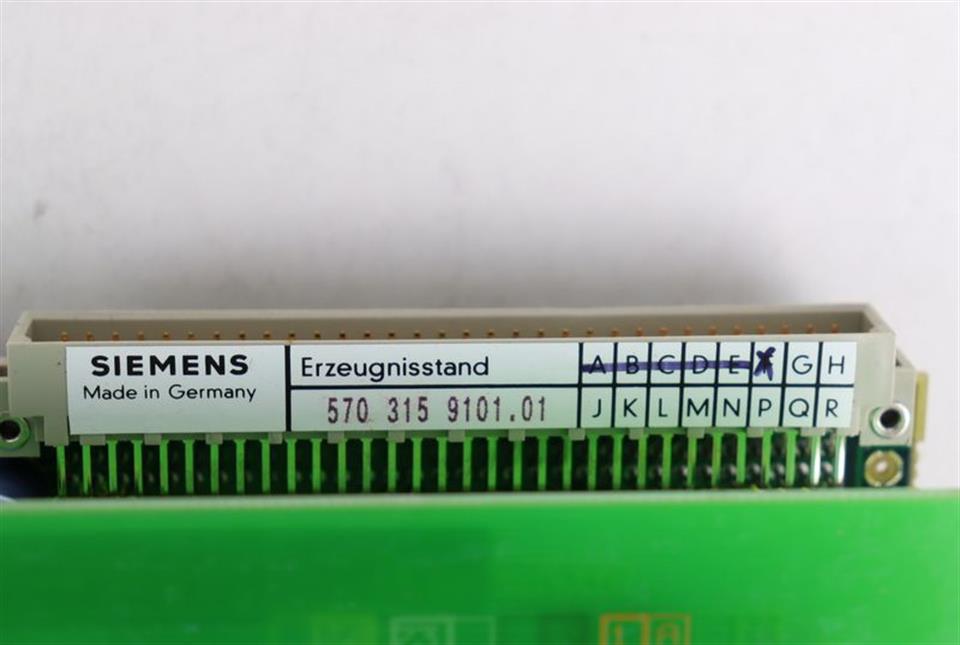 SIEMENS
Made in Germany
Erzeugnisstand
570 315 9101.01
A B C D E F G H
J K L M N P Q R